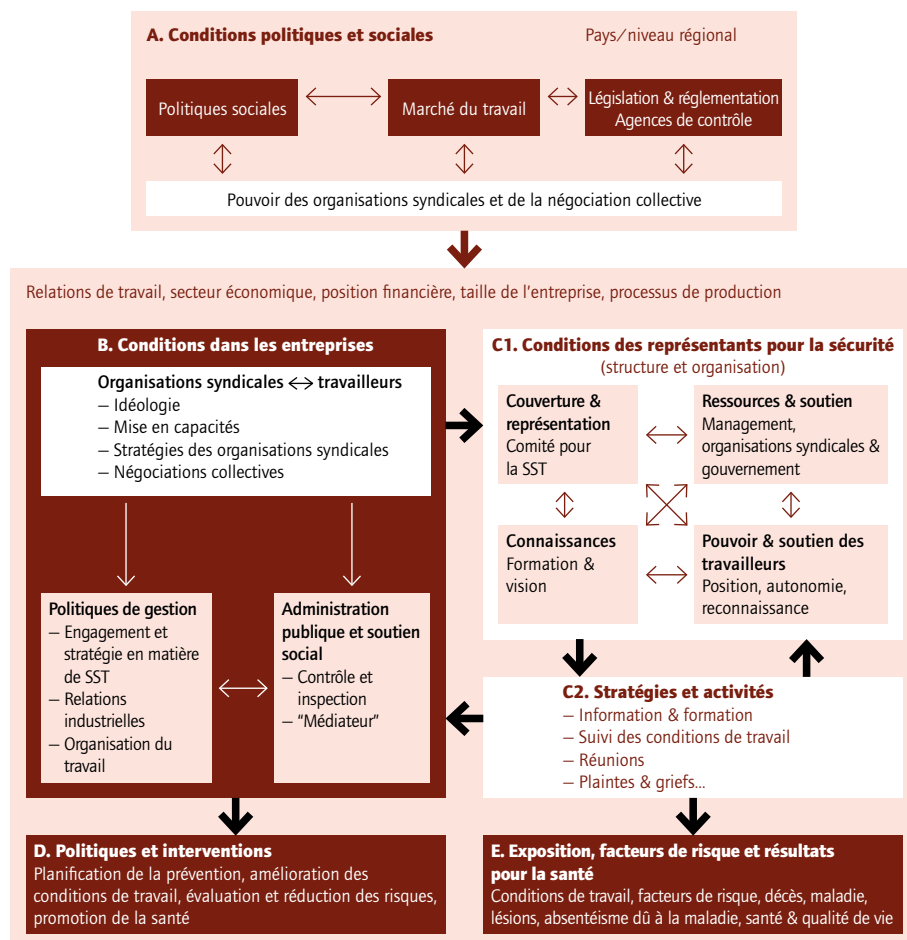 A. Conditions politiques et sociales
Pays/niveau régional
Politiques sociales
Marché du travail
Législation & réglementation
Agences de contrôle
Pouvoir des organisations syndicales et de la négociation collective
Relations de travail, secteur économique, position financière, taille de l'entreprise, processus de production
B. Conditions dans les entreprises
Organisations syndicales ↔ travailleurs
– Idéologie
– Mise en capacités
– Stratégies des organisations syndicales
– Négociations collectives
Politiques de gestion
– Engagement et
stratégie en matière
de SST
– Relations
industrielles
– Organisation du
travail
Administration
publique et soutien
social
– Contrôle et
inspection
– "Médiateur"
C1. Conditions des représentants pour la sécurité
(structure et organisation)
Couverture &
représentation
Comité pour
la SST
Ressources & soutien
Management,
organisations syndicales &
gouvernement
Connaissances
Formation &
vision
Pouvoir & soutien des
travailleurs
Position, autonomie,
reconnaissance
C2. Stratégies et activités
– Information & formation
– Suivi des conditions de travail
– Réunions
– Plaintes & griefs...
D. Politiques et interventions
Planification de la prévention, amélioration des
conditions de travail, évaluation et réduction des risques,
promotion de la santé
E. Exposition, facteurs de risque et résultats
pour la santé
Conditions de travail, facteurs de risque, décès, maladie,
lésions, absentéisme dû à la maladie, santé & qualité de vie